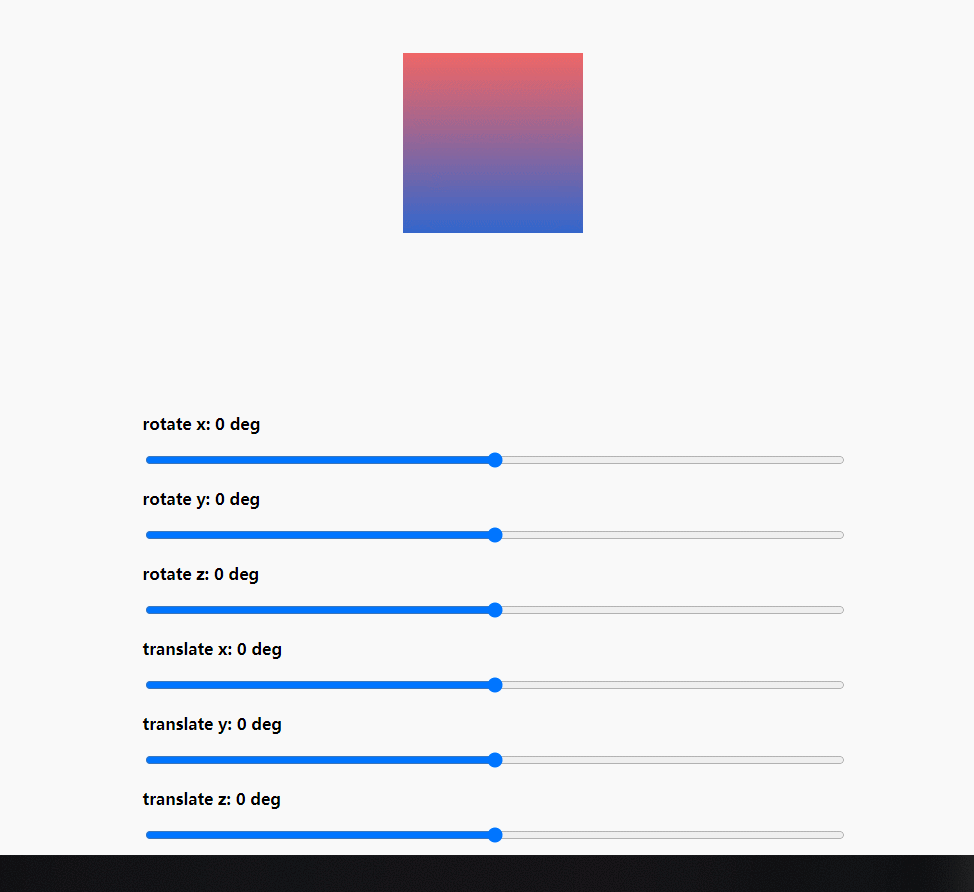 rotate x: 0 deg
rotate y: 0 deg
rotate z: 0 deg
translate x: 0 deg
translate y: 0 deg
translate z: 0 deg